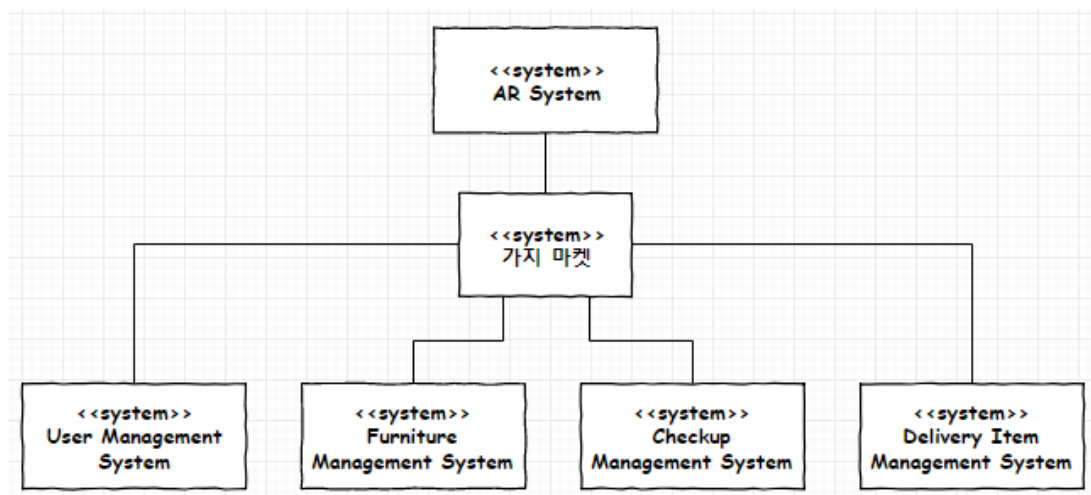 <<system>>
AR System
<<system>>
가지 마켓
<<system>>
User Management
System
<<system>>
Furniture
Management System
<<system>>
Checkup
Management System
<<system>>
Delivery Item
Management System